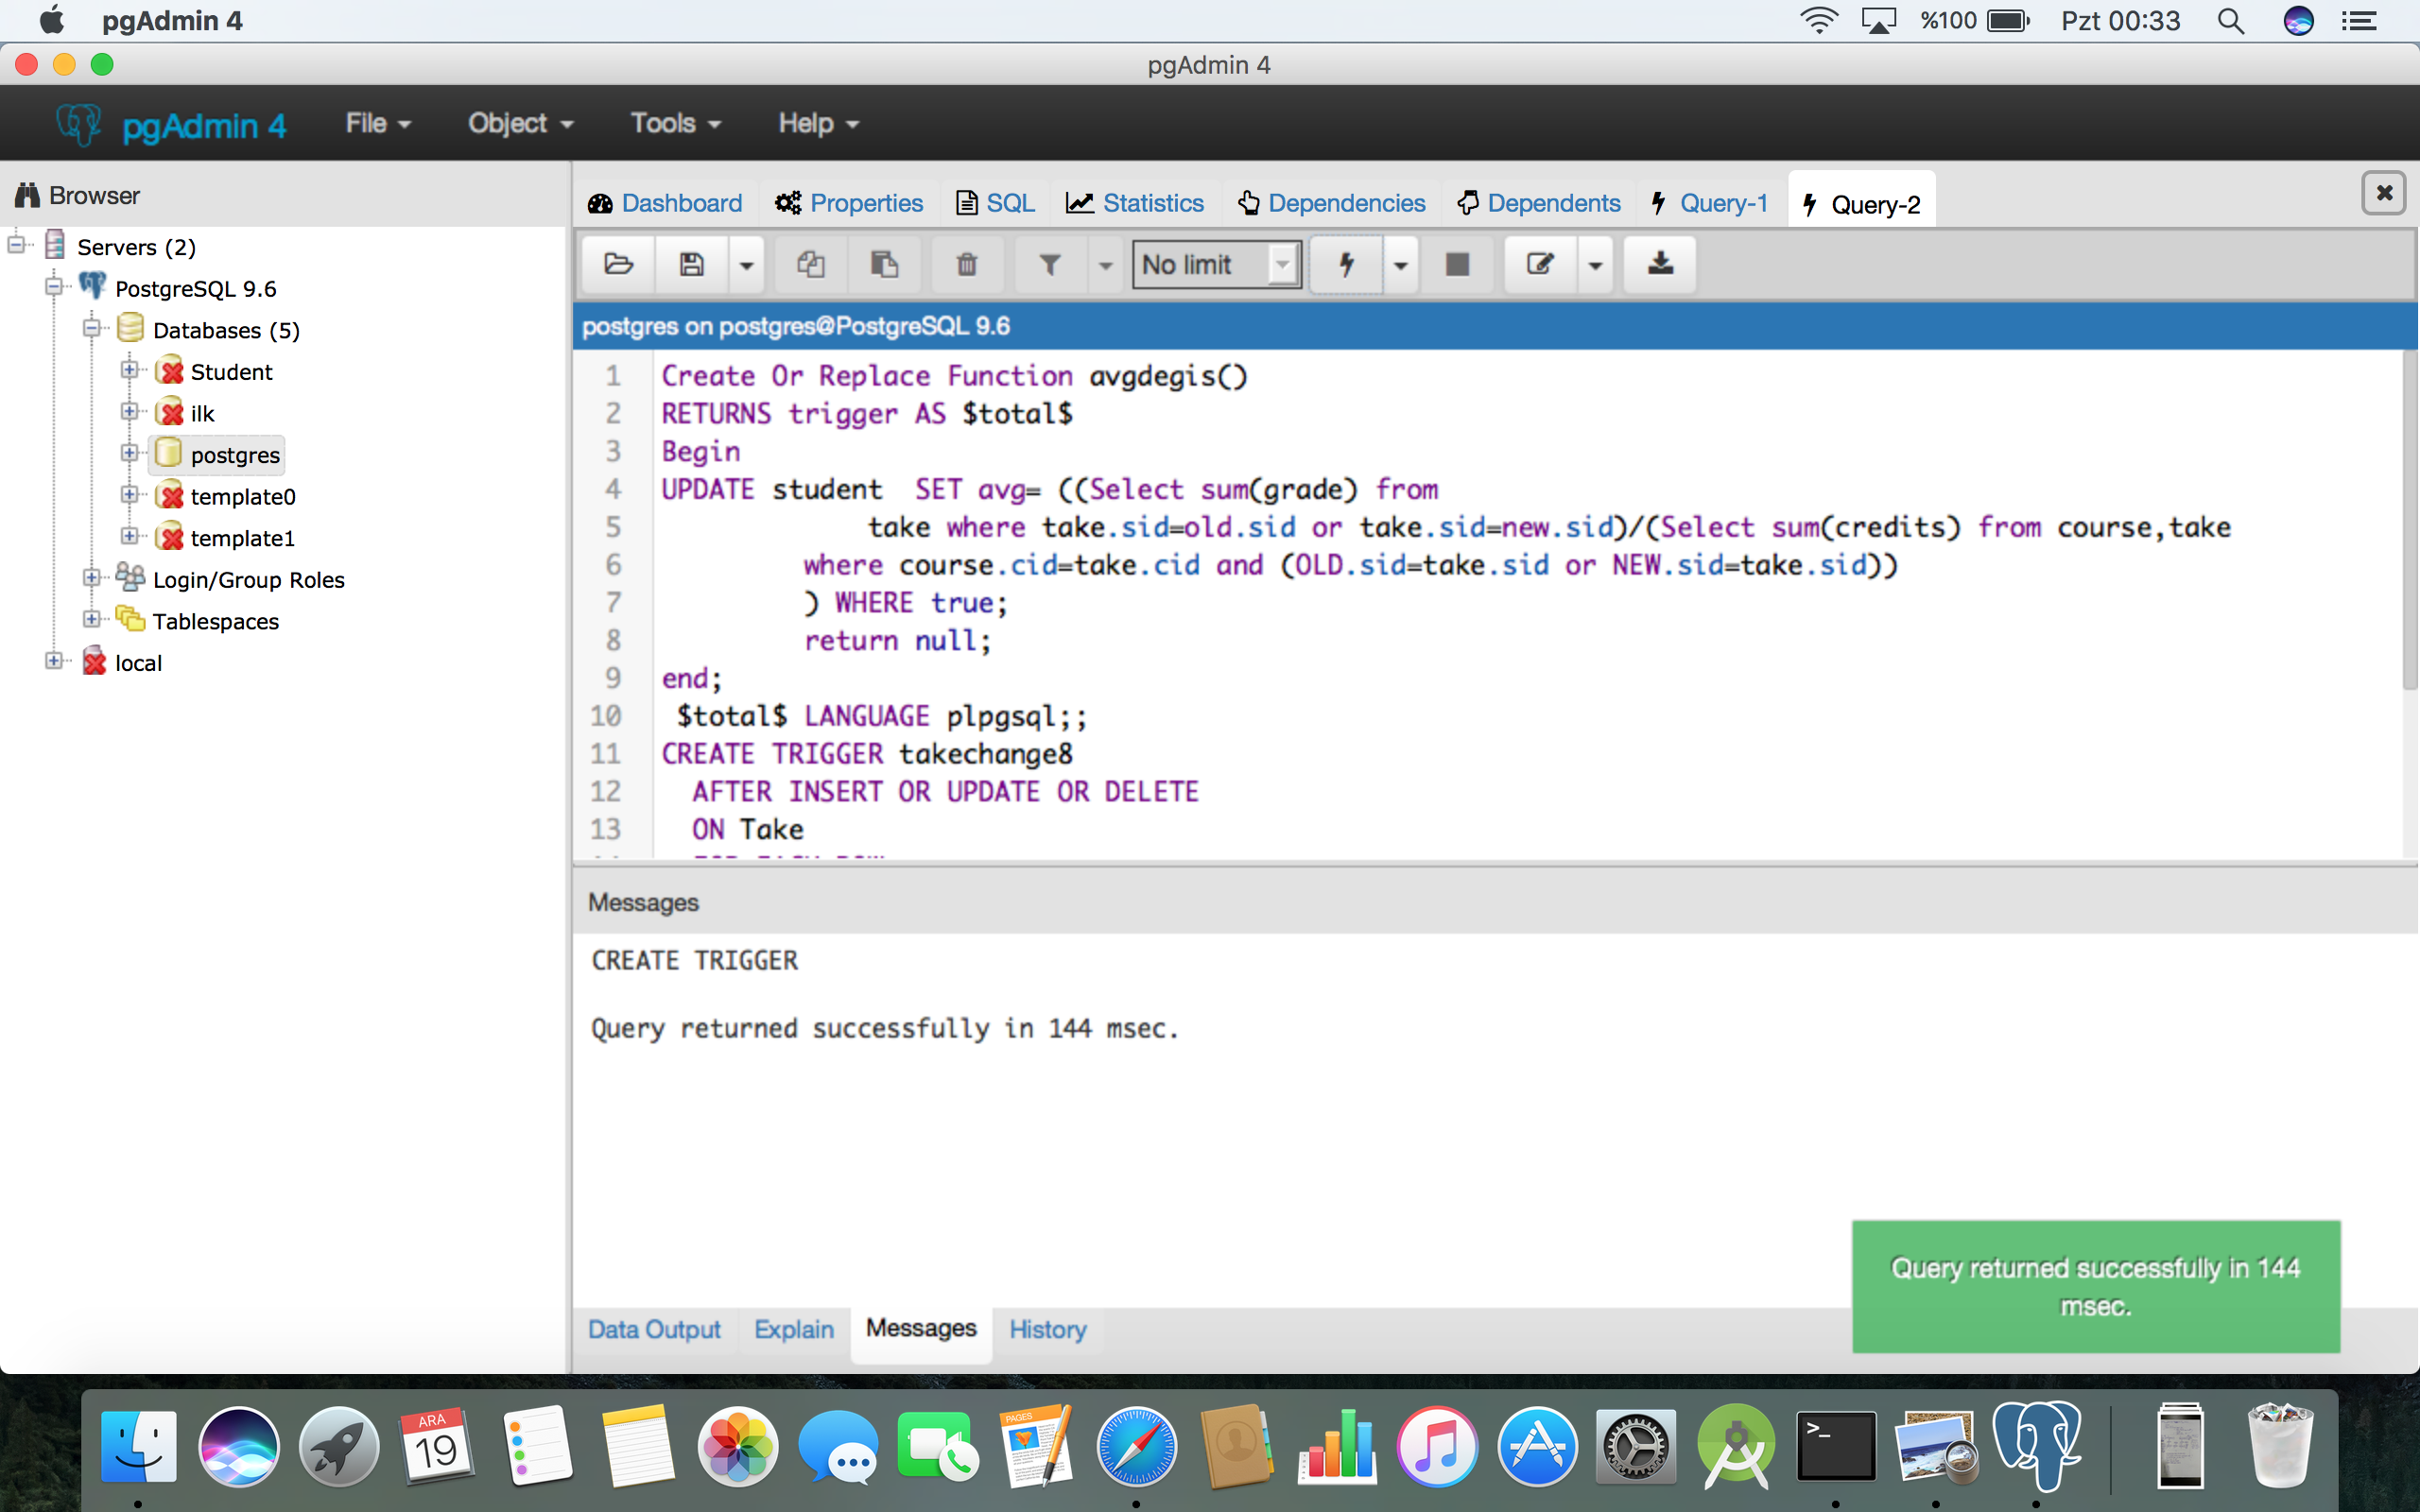 pgAdmin 4
%100
Pzt 00:33
pgAdmin 4
pgAdmin 4 File Object Tools Help
Browser
Dashboard Properties SQL Statistics Dependencies Dependents Query-1 Query-2
Servers (2)
PostgreSQL 9.6
Databases (5)
Student
ilk
postgres
template0
template1
Login/Group Roles
Tablespaces
local
No limit
postgres on postgres@PostgreSQL 9.6
1 Create Or Replace Function avgdegis()
2 RETURNS trigger AS $total$
3 Begin
4 UPDATE student  SET avg= ((Select sum(grade) from
5 take where take.sid=old.sid or take.sid=new.sid)/(Select sum(credits) from course,take
6 where course.cid=take.cid and (OLD.sid=take.sid or NEW.sid=take.sid))
7 ) WHERE true;
8 return null;
9 end;
10 $total$ LANGUAGE plpgsql;;
11 CREATE TRIGGER takechange8
12 AFTER INSERT OR UPDATE OR DELETE
13 ON Take
Messages
CREATE TRIGGER
Query returned successfully in 144 msec.
Query returned successfully in 144
msec.
Data Output Explain Messages History
ARA
19
PAGES
>_